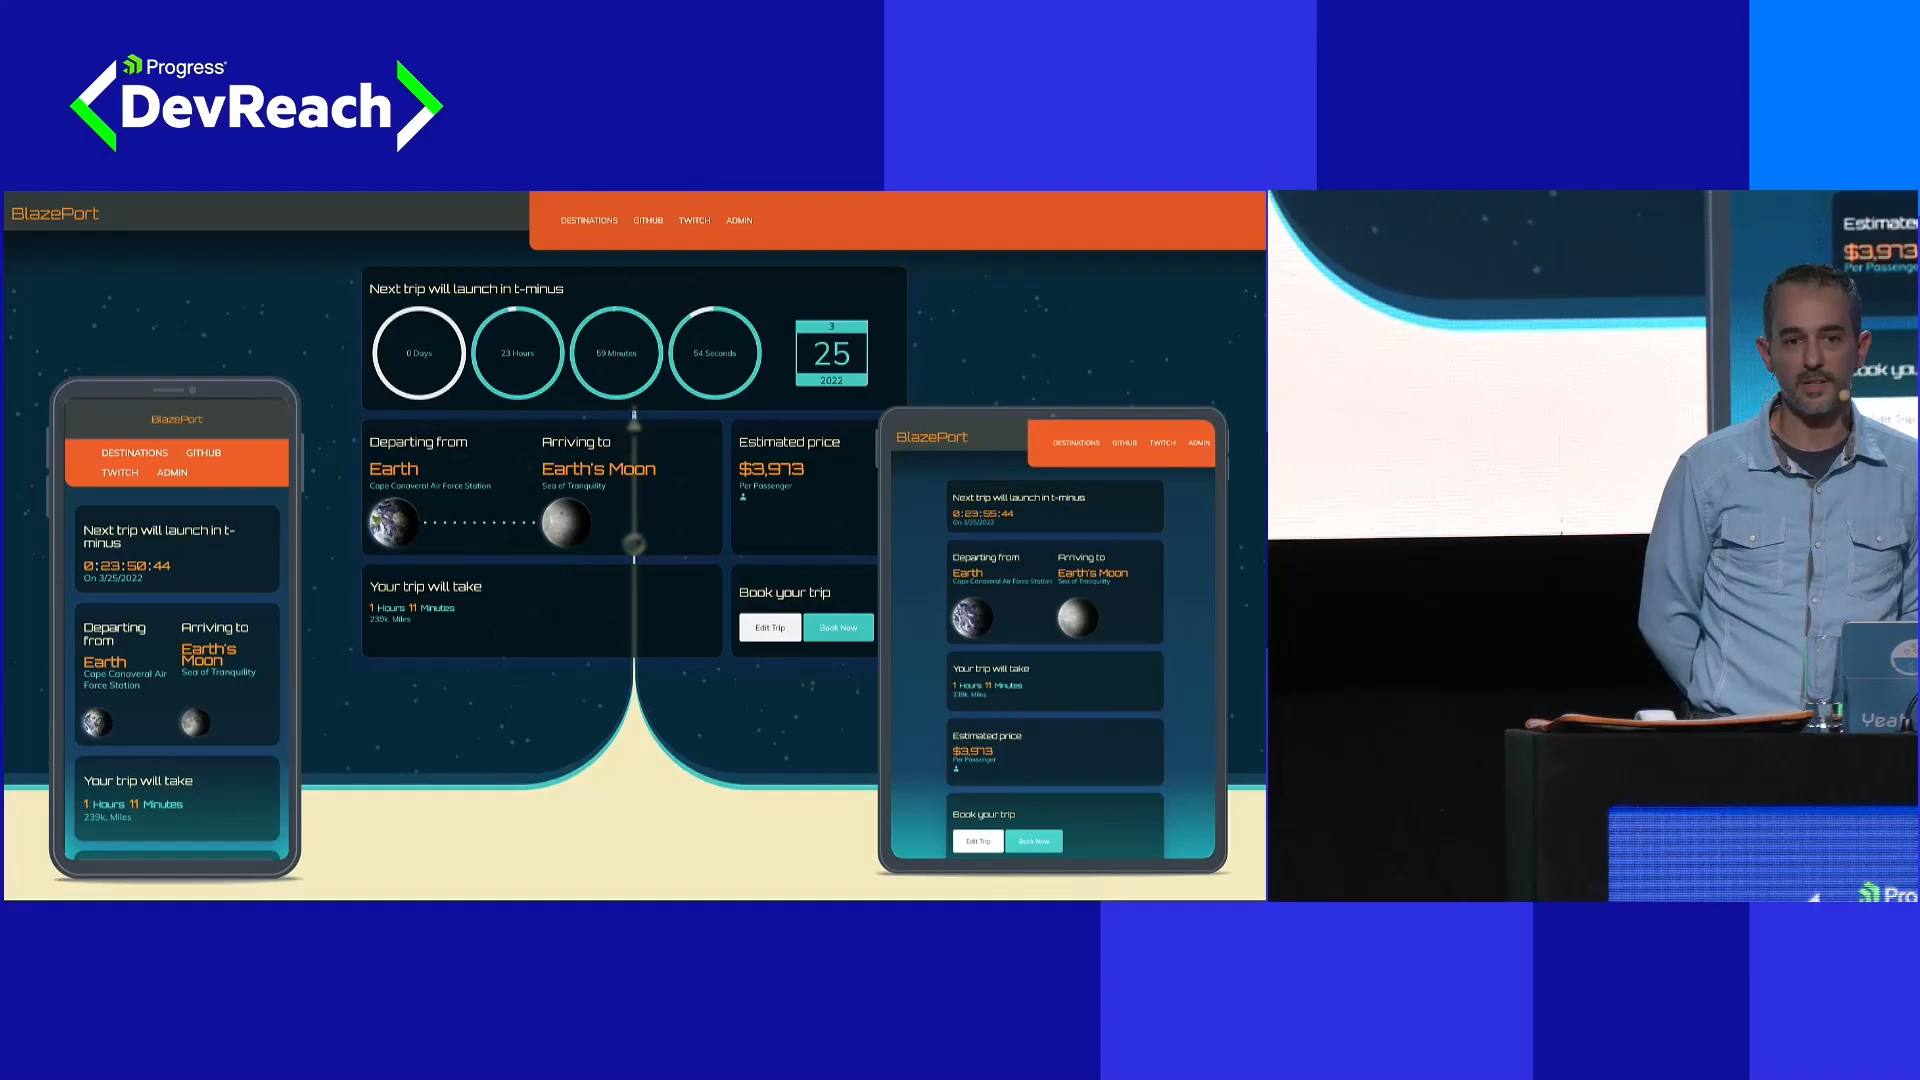 Progress
DevReach
BlazePort
DESTINATIONS GITHUB TWITCH ADMIN
Next trip will launch in t-minus
0 Days
23 Hours
59 Minutes
54 Seconds
3
25
2022
Departing from
Earth
Cape Canaveral Air Force Station
Arriving to
Earth's Moon
Sea of Tranquility
Estimated price
$3,973
Per Passenger
Your trip will take
1 Hours 11 Minutes
239k. Miles
Book your trip
Edit Trip
Book Now
BlazePort
DESTINATIONS GITHUB
TWITCH ADMIN
Next trip will launch in t-
minus
0:23:50:44
On 3/25/2022
Departing
from
Earth
Cape Canaveral Air
Force Station
Arriving to
Earth's
Moon
Sea of Tranquility
Your trip will take
1 Hours 11 Minutes
239k. Miles
BlazePort
DESTINATIONS GITHUB TWITCH ADMIN
Next trip will launch in t-minus
0:23:55:44
On 3/25/2022
Departing from
Earth
Cape Canaveral Air Force Station
Arriving to
Earth's Moon
Sea of Tranquility
Your trip will take
1 Hours 11 Minutes
239k. Miles
Estimated price
$3,973
Per Passenger
Book your trip
Edit Trip
Book Now
Estimate
$3,973
Per Passenge
ook you
Yeah
Pro